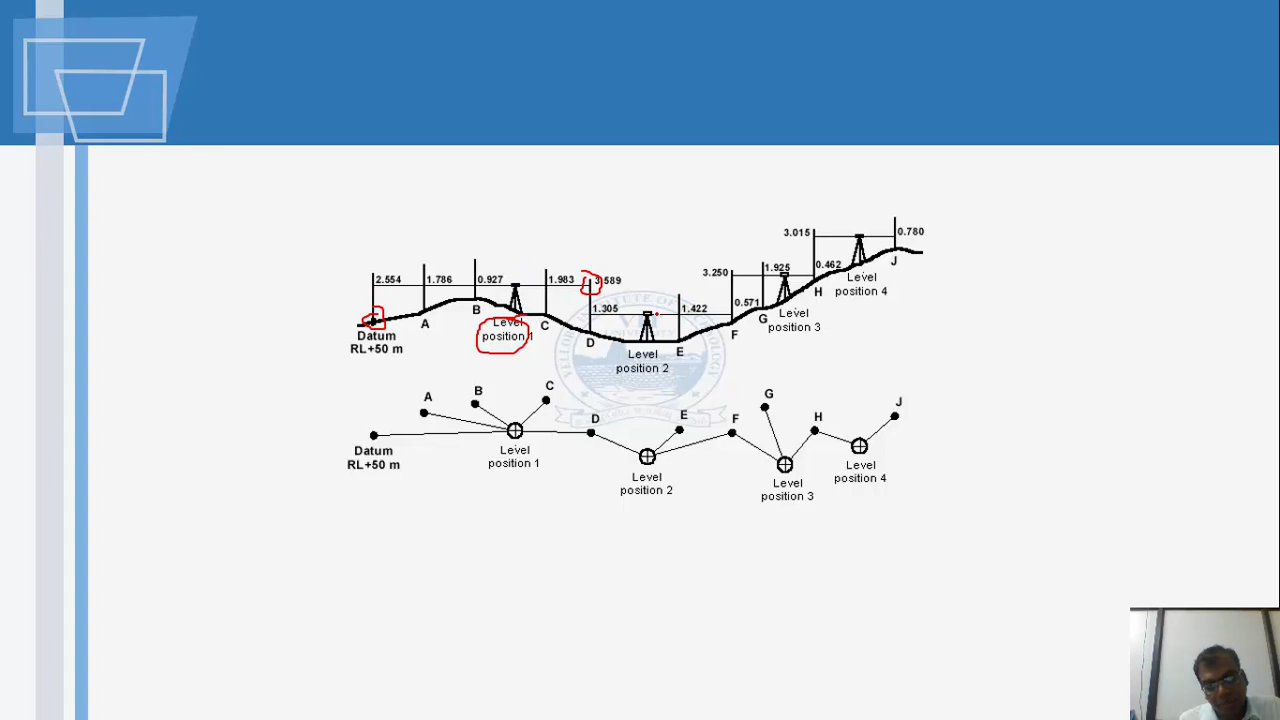 3.015
0.780
3.250
1.925
0.462
J
2.554
1.786
0.927
1.983
3.589
H
Level
position 4
1.305
1.422
0.571
G
Level
position 3
A
B
Level
position 1
C
F
Datum
RL+50 m
D
Level
position 2
E
A
B
C
G
J
D
E
F
H
Datum
RL+50 m
Level
position 1
Level
position 2
Level
position 3
Level
position 4